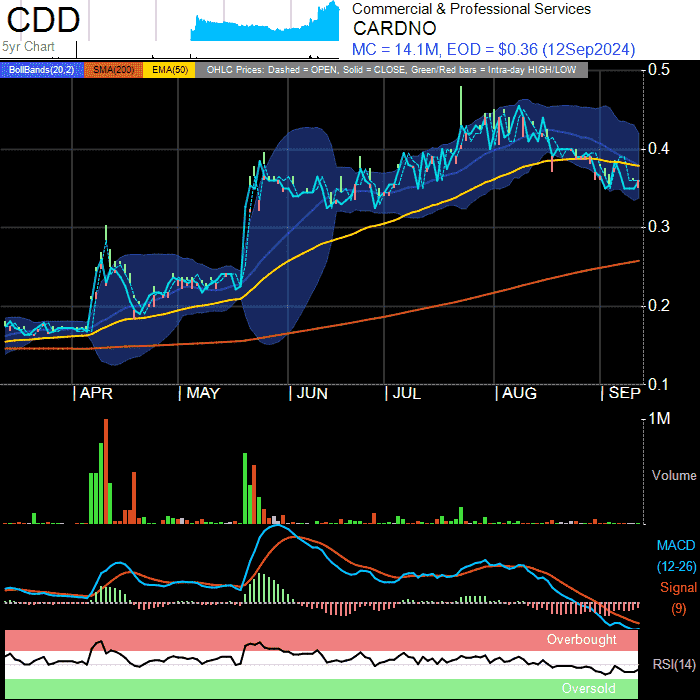 CDD
5yr Chart
Commercial & Professional Services
CARDNO
MC = 14.1M, EOD = $0.36 (12Sep2024)
BollBands(20,2) SMA(200) EMA(50) OHLC Prices: Dashed = OPEN, Solid = CLOSE, Green/Red bars = Intra-day HIGH/LOW
0.5
0.4
0.3
0.2
0.1
APR MAY JUN JUL AUG SEP
1M
Volume
MACD
(12-26)
Signal
(9)
Overbought
RSI(14)
Oversold